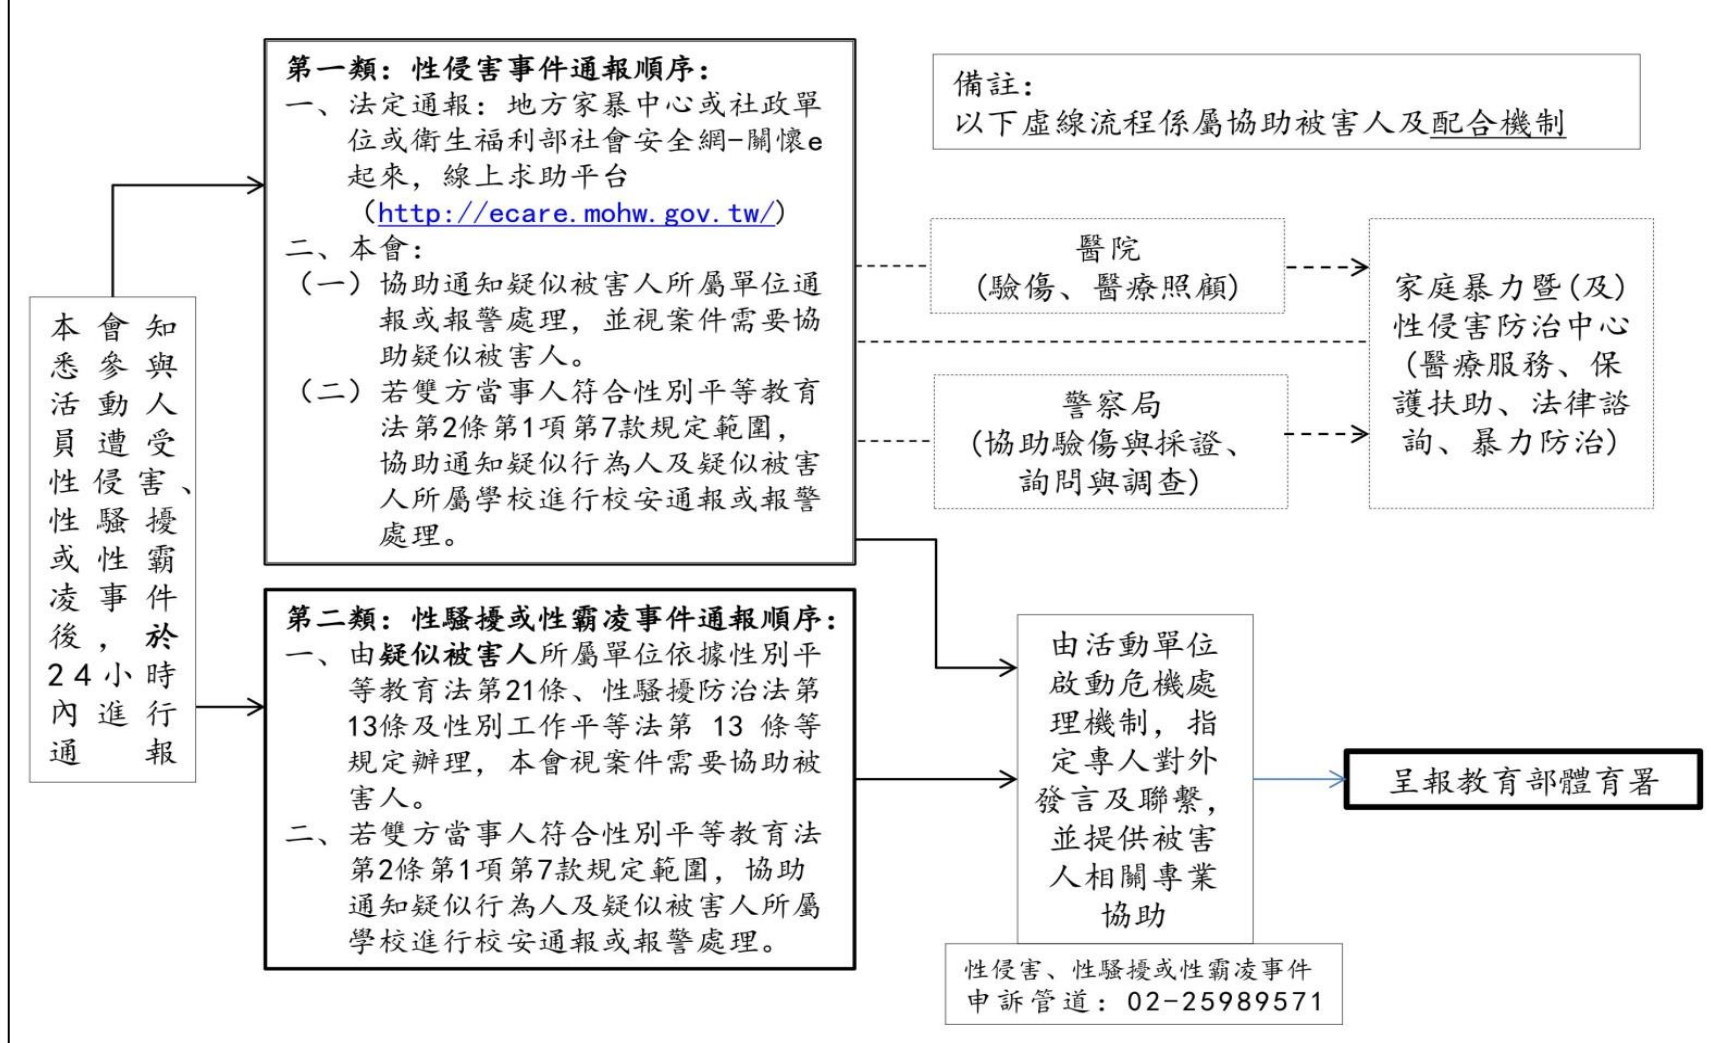 本會知
悉參與
活動人
員遭受
性侵害、
性騷擾
或性霸
凌事件
後，於
24小時
內進行
通報
第一類：性侵害事件通報順序：
一、法定通報：地方家暴中心或社政單
位或衛生福利部社會安全網-關懷e
起來，線上求助平台
（http://ecare.mohw.gov.tw/）
二、本會：
（一）協助通知疑似被害人所屬單位通
報或報警處理，並視案件需要協
助疑似被害人。
（二）若雙方當事人符合性別平等教育
法第2條第1項第7款規定範圍，
協助通知疑似行為人及疑似被害
人所屬學校進行校安通報或報警
處理。
第二類：性騷擾或性霸凌事件通報順序：
一、由疑似被害人所屬單位依據性別平
等教育法第21條、性騷擾防治法第
13條及性別工作平等法第 13 條等
規定辦理，本會視案件需要協助被
害人。
二、若雙方當事人符合性別平等教育法
第2條第1項第7款規定範圍，協助
通知疑似行為人及疑似被害人所屬
學校進行校安通報或報警處理。
備註：
以下虛線流程係屬協助被害人及配合機制
醫院
(驗傷、醫療照顧)
警察局
(協助驗傷與採證、
詢問與調查)
家庭暴力暨(及)
性侵害防治中心
(醫療服務、保
護扶助、法律諮
詢、暴力防治)
由活動單位
啟動危機處
理機制，指
定專人對外
發言及聯繫，
並提供被害
人相關專業
協助
呈報教育部體育署
性侵害、性騷擾或性霸凌事件
申訴管道：02-25989571